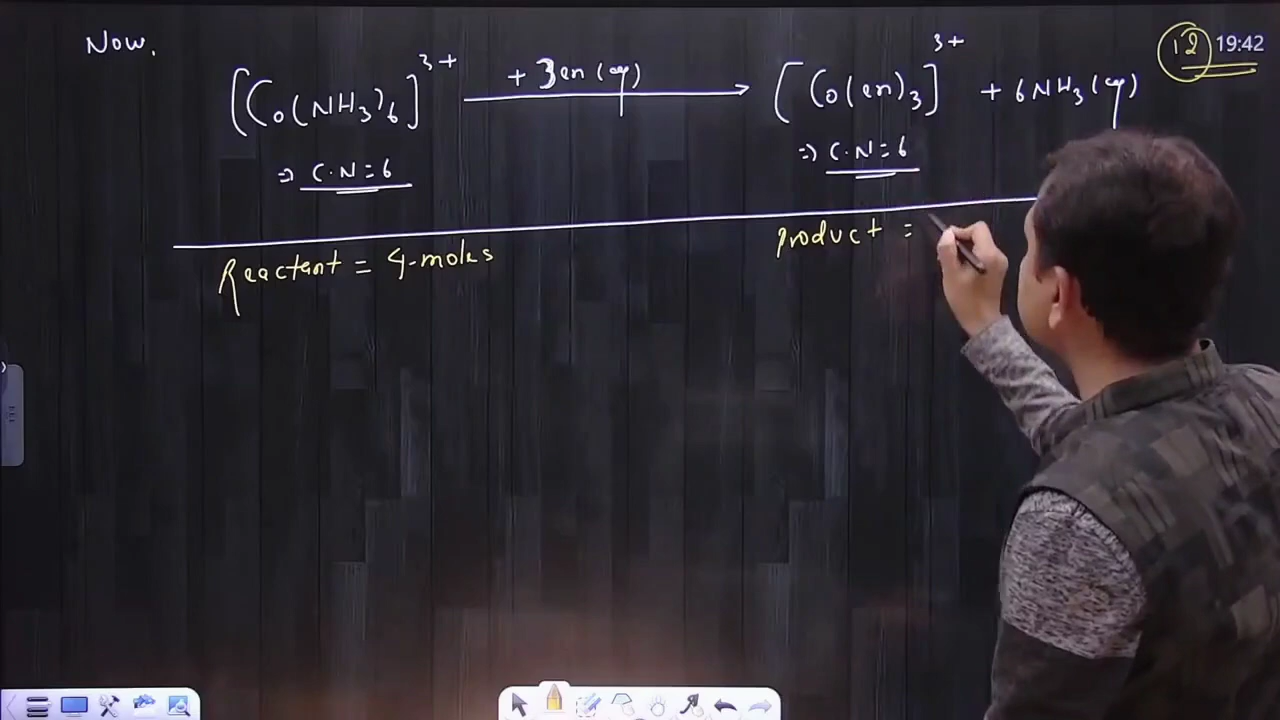 Now.
[Co(NH3)6]3+ + 3en (aq) → [Co(en)3]3+ + 6NH3 (aq)
⇒ C.N = 6
⇒ C.N = 6
Reactant = 4-moles
Product =
12
19:42